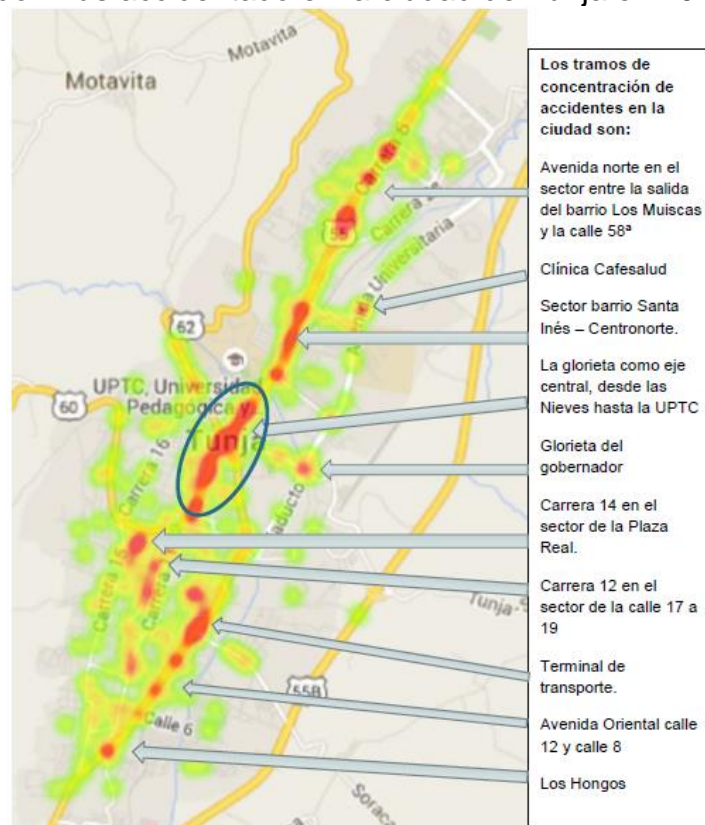 Motavita
Motavita
Carrera 6
55
Carrera
Avenida Universitaria
62
UPTC, Universida
Pedagógica y
60
Tunja
Carrera 16
Carrera 15
Carrera
Tunja-
55B
Calle 6
Soraca
Los tramos de
concentración de
accidentes en la
ciudad son:
Avenida norte en el
sector entre la salida
del barrio Los Muiscas
y la calle 58ª
Clínica Cafesalud
Sector barrio Santa
Inés – Centronorte.
La glorieta como eje
central, desde las
Nieves hasta la UPTC
Glorieta del
gobernador
Carrera 14 en el
sector de la Plaza
Real.
Carrera 12 en el
sector de la calle 17 a
19
Terminal de
transporte.
Avenida Oriental calle
12 y calle 8
Los Hongos